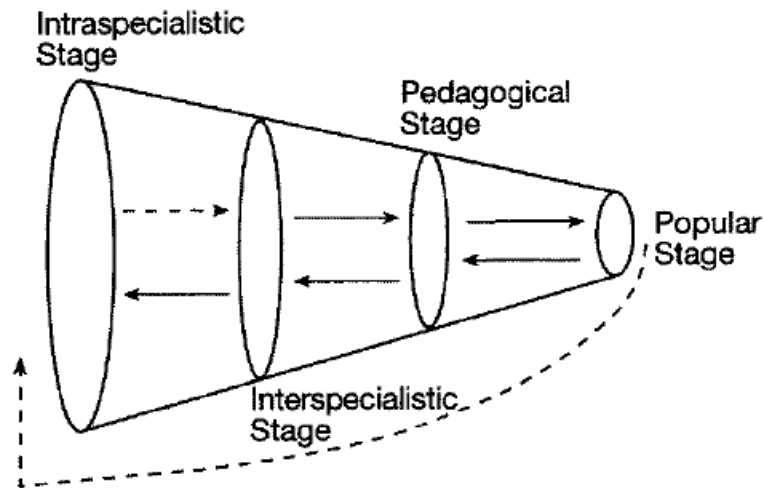 Intraspecialistic
Stage
Pedagogical
Stage
Popular
Stage
Interspecialistic
Stage